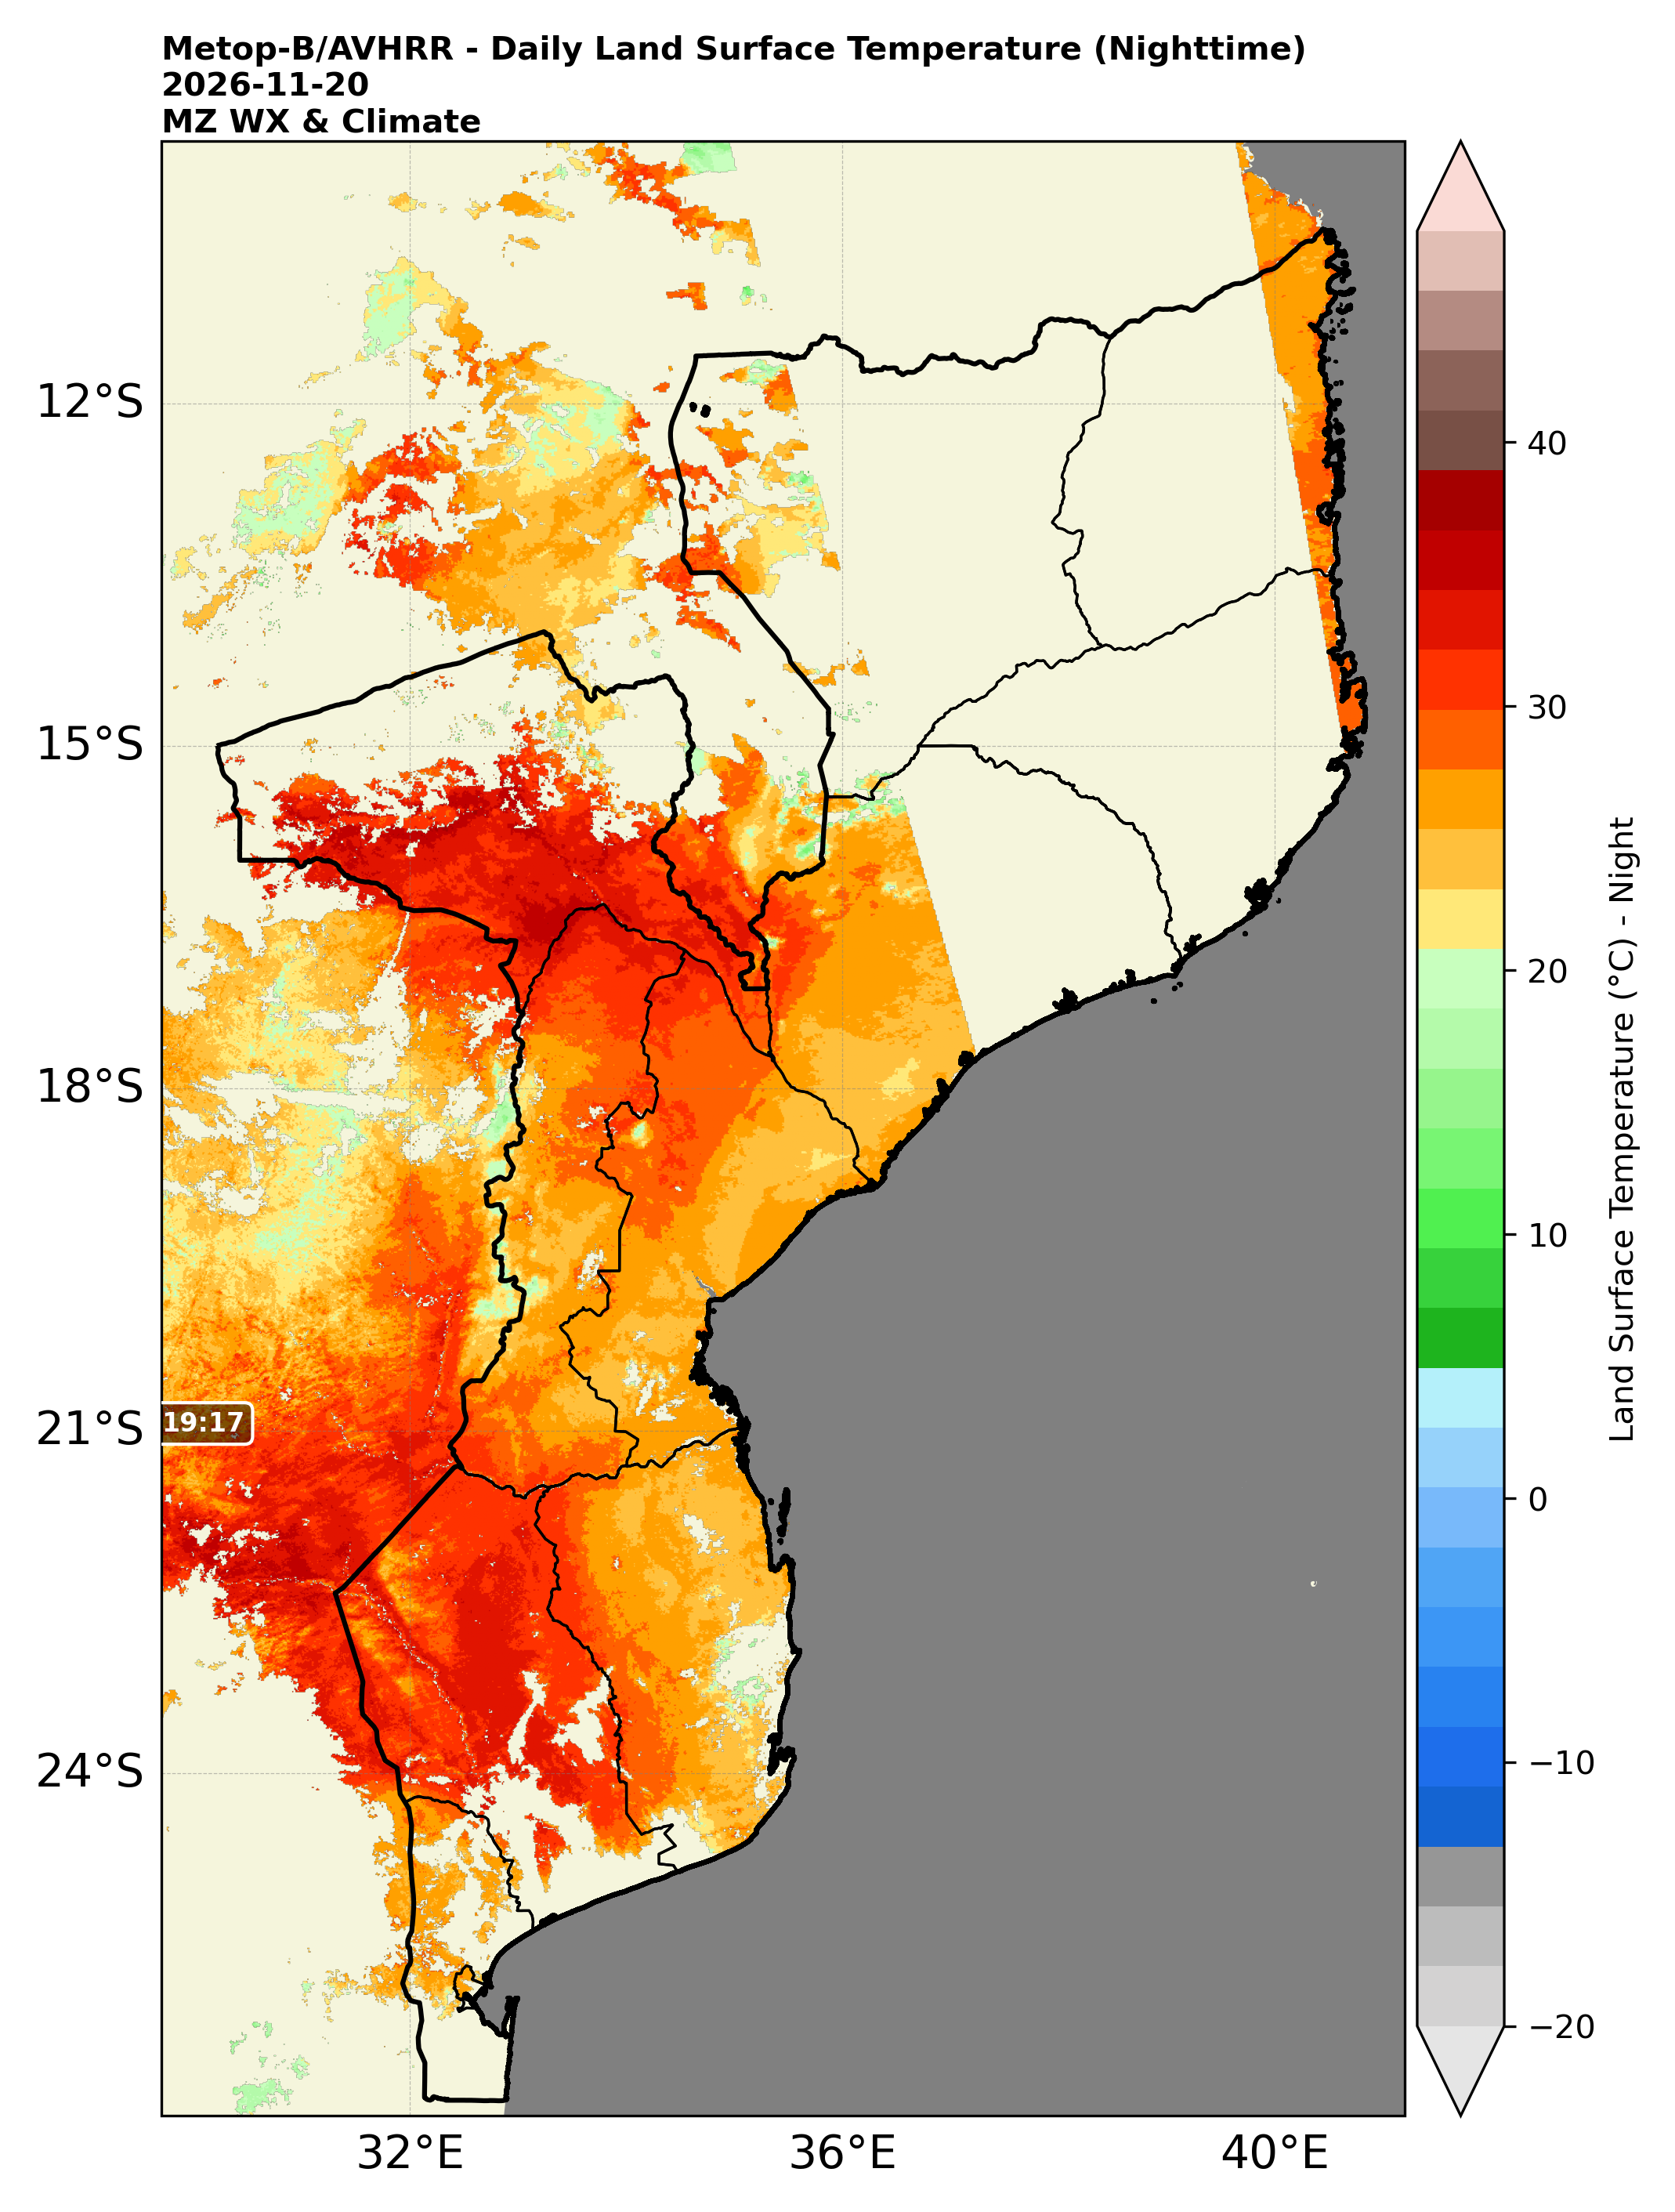 Metop-B/AVHRR - Daily Land Surface Temperature (Nighttime)
2026-11-20
MZ WX & Climate
12°S
15°S
18°S
21°S
24°S
19:17
32°E
36°E
40°E
40
30
20
10
0
−10
−20
Land Surface Temperature (°C) - Night